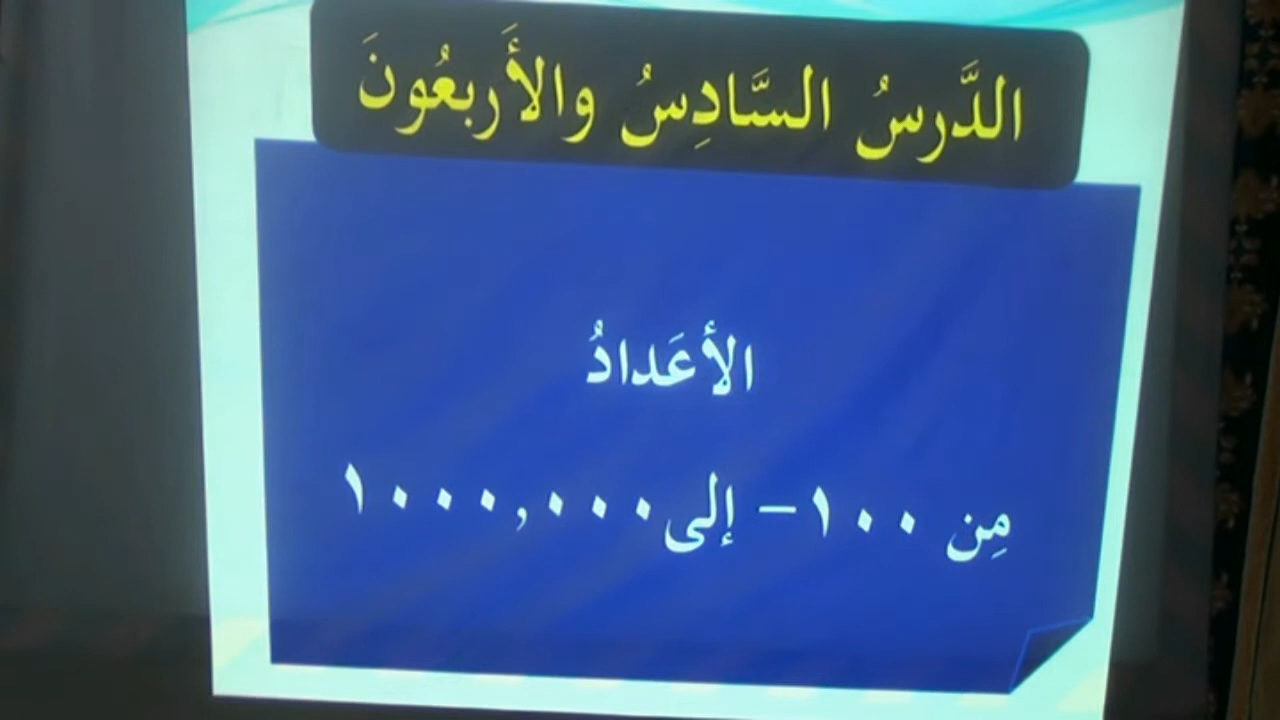 الدَّرسُ السَّادِسُ والأَربعُونَ
الأعَدادُ
مِن ١٠٠ – إلى ١٠٠٠,٠٠٠